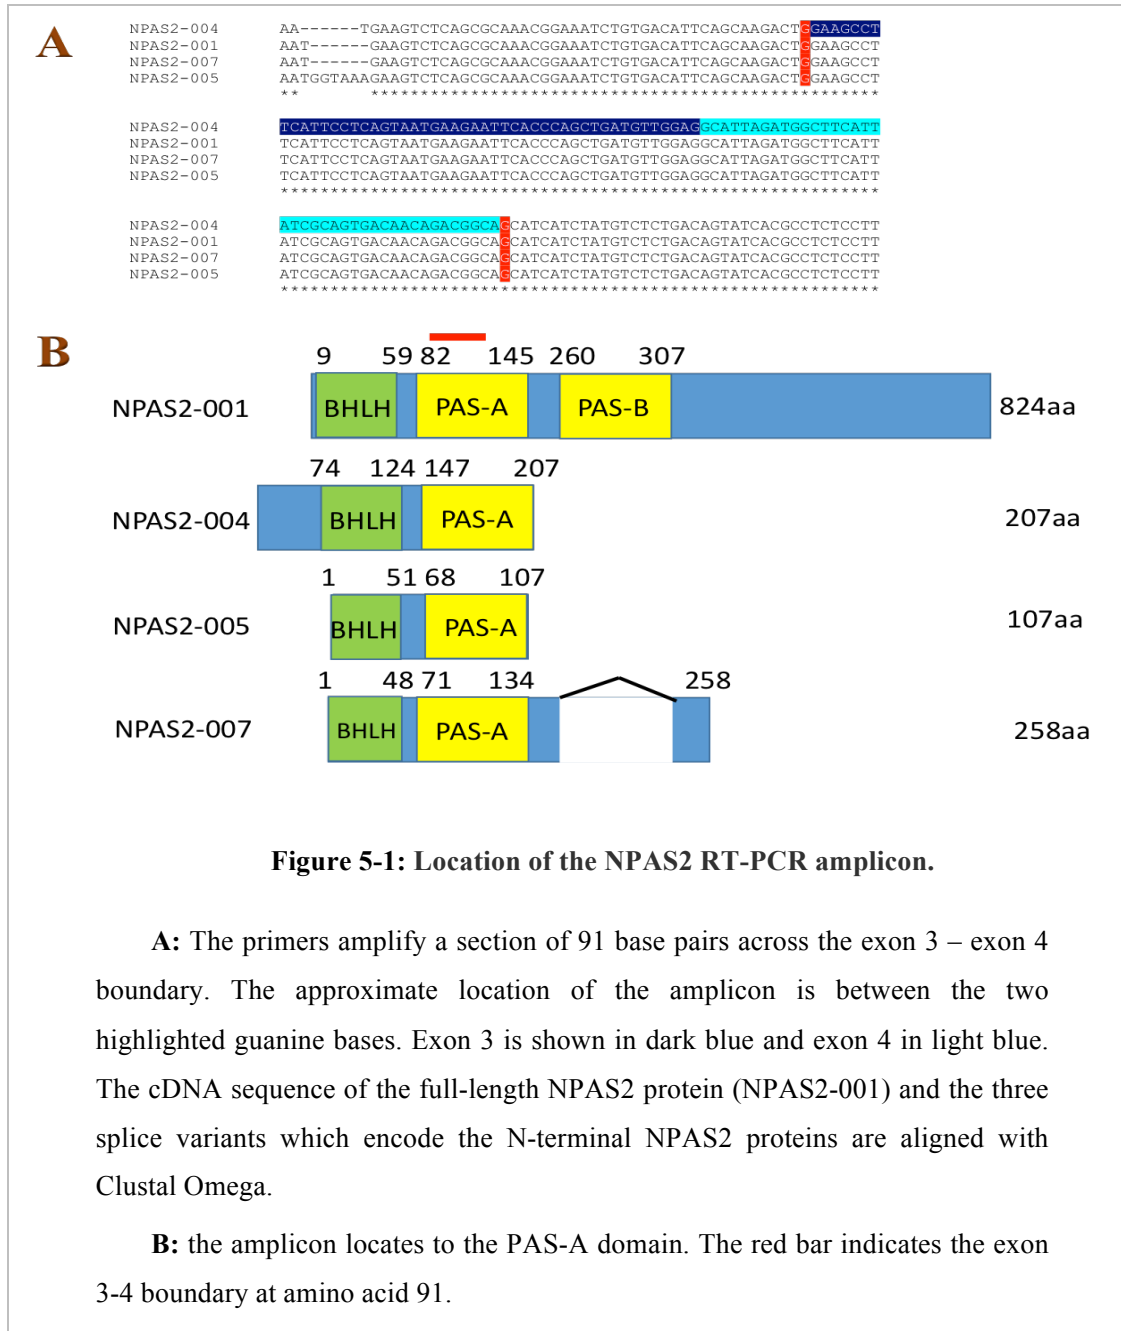 A
NPAS2-004 AA------TGAAGTCTCAGCGCAAACGGAAATCTGTGACATTCAGCAAGACTGGAAGCCT
NPAS2-001 AAT------GAAGTCTCAGCGCAAACGGAAATCTGTGACATTCAGCAAGACTGGAAGCCT
NPAS2-007 AAT------GAAGTCTCAGCGCAAACGGAAATCTGTGACATTCAGCAAGACTGGAAGCCT
NPAS2-005 AATGGTAAAGAAGTCTCAGCGCAAACGGAAATCTGTGACATTCAGCAAGACTGGAAGCCT
** ***************************************************
NPAS2-004 TCATTCCTCAGTAATGAAGAATTCACCCAGCTGATGTTGGAGGCATTAGATGGCTTCATT
NPAS2-001 TCATTCCTCAGTAATGAAGAATTCACCCAGCTGATGTTGGAGGCATTAGATGGCTTCATT
NPAS2-007 TCATTCCTCAGTAATGAAGAATTCACCCAGCTGATGTTGGAGGCATTAGATGGCTTCATT
NPAS2-005 TCATTCCTCAGTAATGAAGAATTCACCCAGCTGATGTTGGAGGCATTAGATGGCTTCATT
************************************************************
NPAS2-004 ATCGCAGTGACAACAGACGGCAGCATCATCTATGTCTCTGACAGTATCACGCCTCTCCTT
NPAS2-001 ATCGCAGTGACAACAGACGGCAGCATCATCTATGTCTCTGACAGTATCACGCCTCTCCTT
NPAS2-007 ATCGCAGTGACAACAGACGGCAGCATCATCTATGTCTCTGACAGTATCACGCCTCTCCTT
NPAS2-005 ATCGCAGTGACAACAGACGGCAGCATCATCTATGTCTCTGACAGTATCACGCCTCTCCTT
************************************************************
B
9 59 82 145 260 307
NPAS2-001 BHLH PAS-A PAS-B 824aa
74 124 147 207
NPAS2-004 BHLH PAS-A 207aa
1 51 68 107
NPAS2-005 BHLH PAS-A 107aa
1 48 71 134 258
NPAS2-007 BHLH PAS-A 258aa
Figure 5-1: Location of the NPAS2 RT-PCR amplicon.
A: The primers amplify a section of 91 base pairs across the exon 3 – exon 4
boundary. The approximate location of the amplicon is between the two
highlighted guanine bases. Exon 3 is shown in dark blue and exon 4 in light blue.
The cDNA sequence of the full-length NPAS2 protein (NPAS2-001) and the three
splice variants which encode the N-terminal NPAS2 proteins are aligned with
Clustal Omega.
B: the amplicon locates to the PAS-A domain. The red bar indicates the exon
3-4 boundary at amino acid 91.